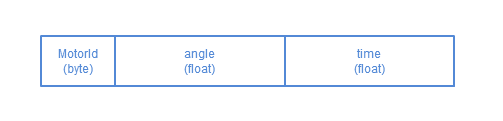 MotorId
(byte)
angle
(float)
time
(float)